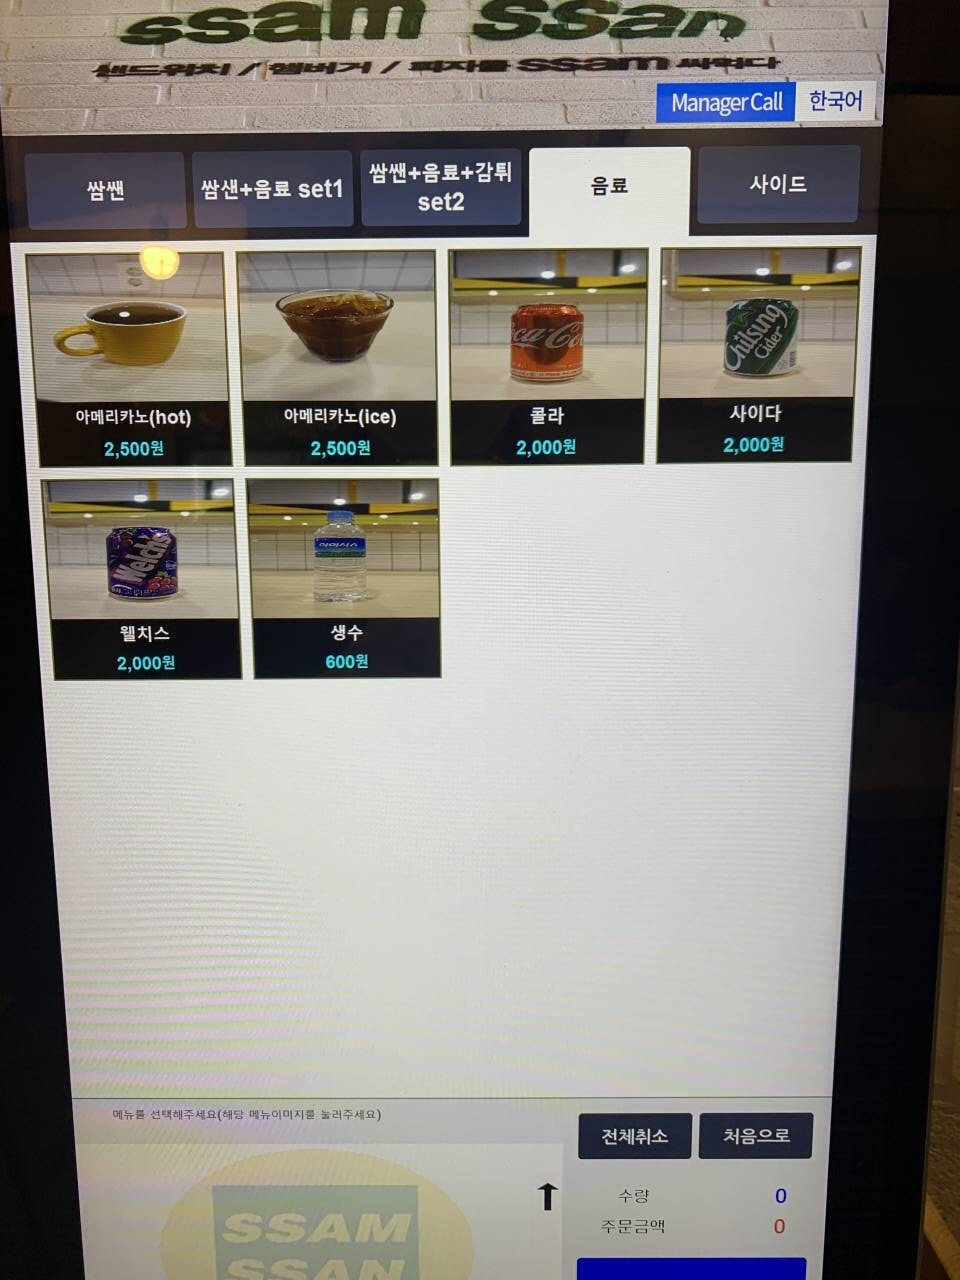 ssam ssan
샌드위치 / 햄버거 / 피자를 ssam 싸먹다
Manager Call 한국어
쌈쌘
쌈샌+음료 set1
쌈쌘+음료+감튀
set2
음료
사이드
아메리카노(hot)
2,500원
아메리카노(ice)
2,500원
Coca-Co
콜라
2,000원
Chilsung
Cider
사이다
2,000원
Welch's
웰치스
2,000원
아이시스
생수
600원
메뉴를 선택해주세요(해당 메뉴이미지를 눌러주세요)
전체취소
처음으로
수량 0
주문금액 0
SSAM
SSAN